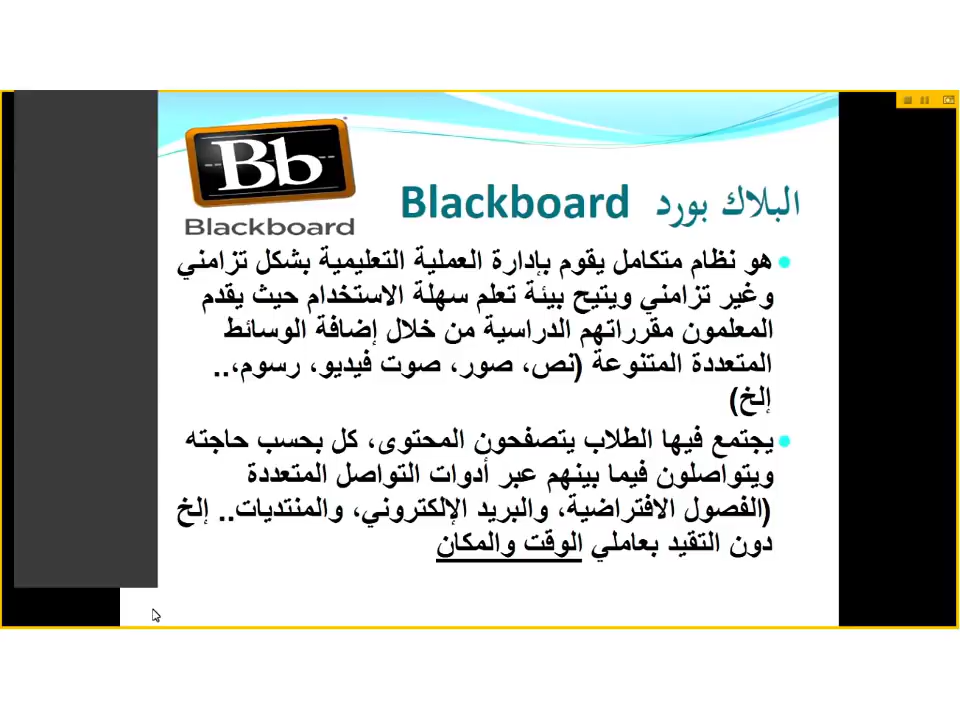 Bb
Blackboard
البلاك بورد Blackboard
هو نظام متكامل يقوم بإدارة العملية التعليمية بشكل تزامني
وغير تزامني ويتيح بيئة تعلم سهلة الاستخدام حيث يقدم
المعلمون مقرراتهم الدراسية من خلال إضافة الوسائط
المتعددة المتنوعة (نص، صور، صوت فيديو، رسوم،..
إلخ)
يجتمع فيها الطلاب يتصفحون المحتوى، كل بحسب حاجته
ويتواصلون فيما بينهم عبر أدوات التواصل المتعددة
(الفصول الافتراضية، والبريد الإلكتروني، والمنتديات.. إلخ
دون التقيد بعاملي الوقت والمكان